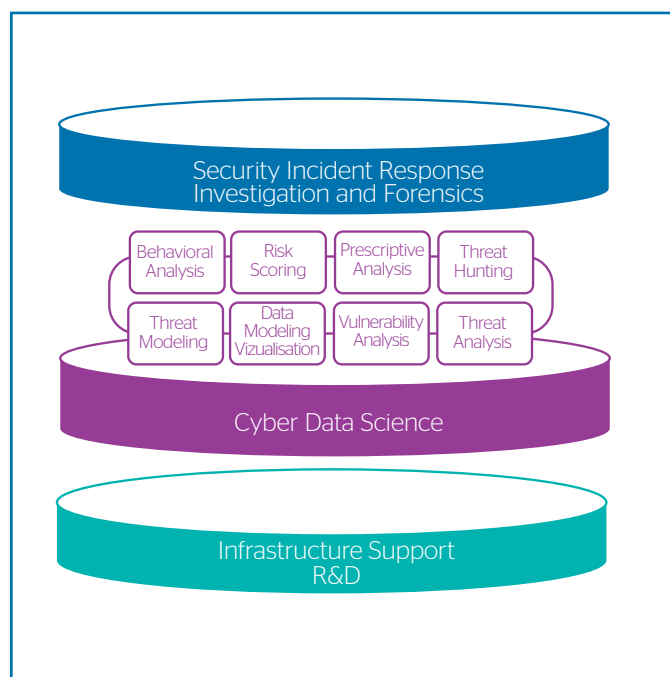 Security Incident Response
Investigation and Forensics
Behavioral
Analysis
Risk
Scoring
Prescriptive
Analysis
Threat
Hunting
Threat
Modeling
Data
Modeling
Vizualisation
Vulnerability
Analysis
Threat
Analysis
Cyber Data Science
Infrastructure Support
R&D